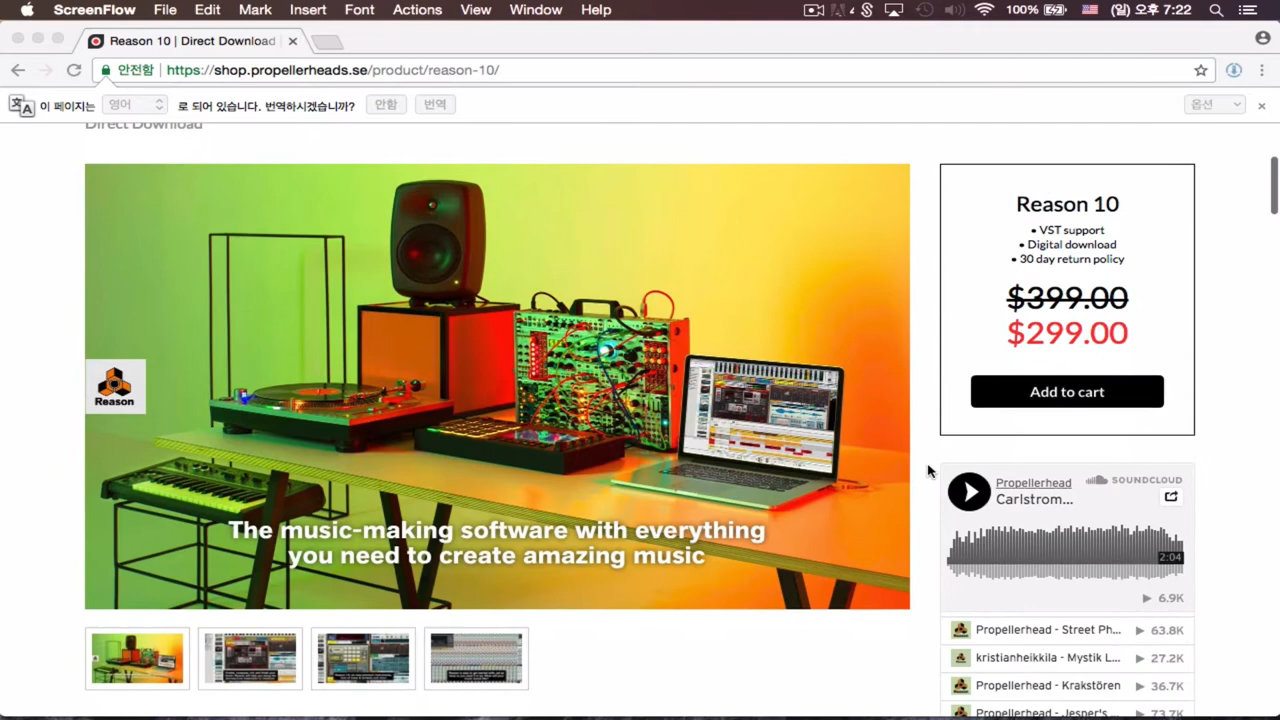 ScreenFlow File Edit Mark Insert Font Actions View Window Help 100% (일) 오후 7:22
Reason 10 | Direct Download
안전함 https://shop.propellerheads.se/product/reason-10/
이 페이지는 영어 로 되어 있습니다. 번역하시겠습니까? 안함 번역 옵션
Direct Download
Reason 10
• VST support
• Digital download
• 30 day return policy
$399.00
$299.00
Add to cart
Reason
The music-making software with everything
you need to create amazing music
Propellerhead SOUNDCLOUD
Carlstrom...
2:04
6.9K
Propellerhead - Street Ph... 63.8K
kristianheikkila - Mystik L... 27.2K
Propellerhead - Krakstören 36.7K
Propellerhead - Jesper's ... 73.7K